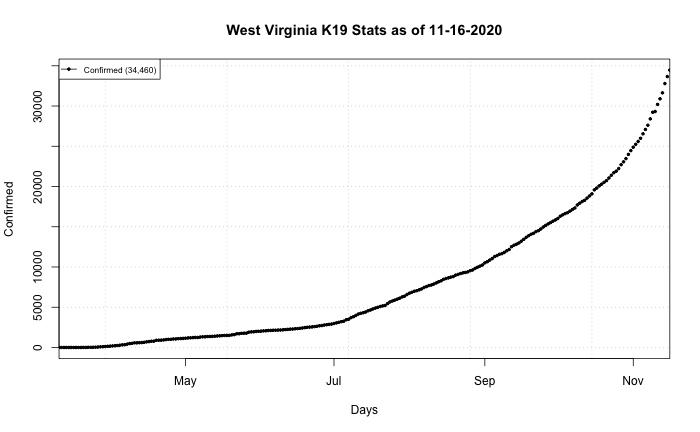 West Virginia K19 Stats as of 11-16-2020
Confirmed (34,460)
30000
20000
10000
5000
0
Confirmed
May Jul Sep Nov
Days